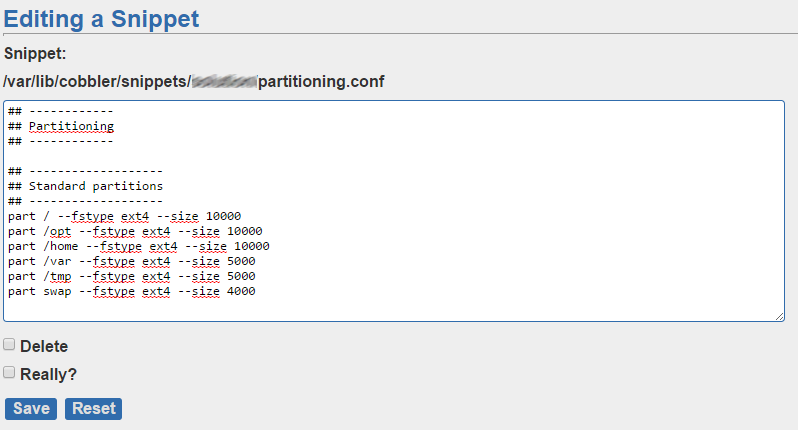 Editing a Snippet
Snippet:
/var/lib/cobbler/snippets/ partitioning.conf
## ------------
## Partitioning
## ------------
## -------------------
## Standard partitions
## -------------------
part / --fstype ext4 --size 10000
part /opt --fstype ext4 --size 10000
part /home --fstype ext4 --size 10000
part /var --fstype ext4 --size 5000
part /tmp --fstype ext4 --size 5000
part swap --fstype ext4 --size 4000
Delete
Really?
Save Reset